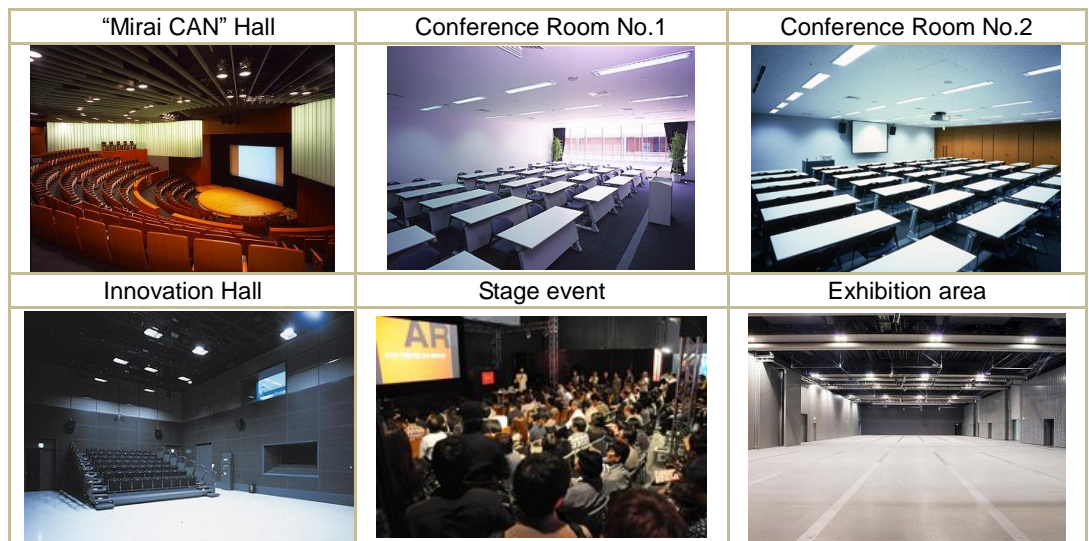 “Mirai CAN” Hall
Conference Room No.1
Conference Room No.2
Innovation Hall
Stage event
Exhibition area
AR